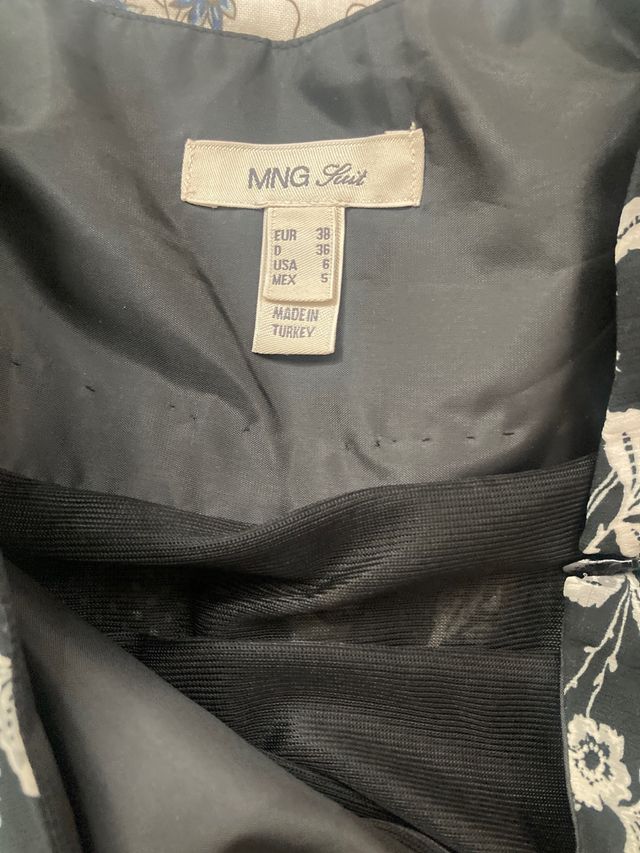 MNG Suit
EUR 38
D 36
USA 6
MEX 5
MADE IN
TURKEY